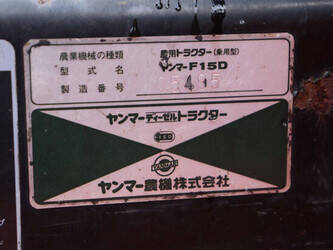 農業機械の種類 農用トラクター（乗用型）
型式名 ヤンマーF15D
製造番号
ヤンマーディーゼルトラクター
YANMAR
ヤンマー農機株式会社